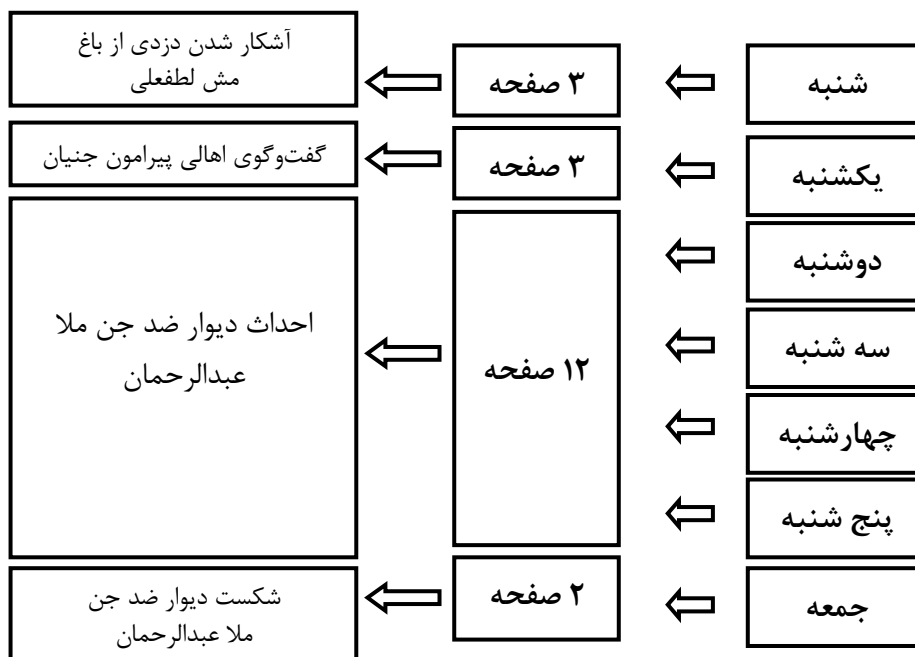 شنبه
۳ صفحه
آشکار شدن دزدی از باغ
مش لطفعلی
یکشنبه
۳ صفحه
گفت‌وگوی اهالی پیرامون جنیان
دوشنبه
سه شنبه
چهارشنبه
پنج شنبه
۱۲ صفحه
احداث دیوار ضد جن ملا
عبدالرحمان
جمعه
۲ صفحه
شکست دیوار ضد جن
ملا عبدالرحمان